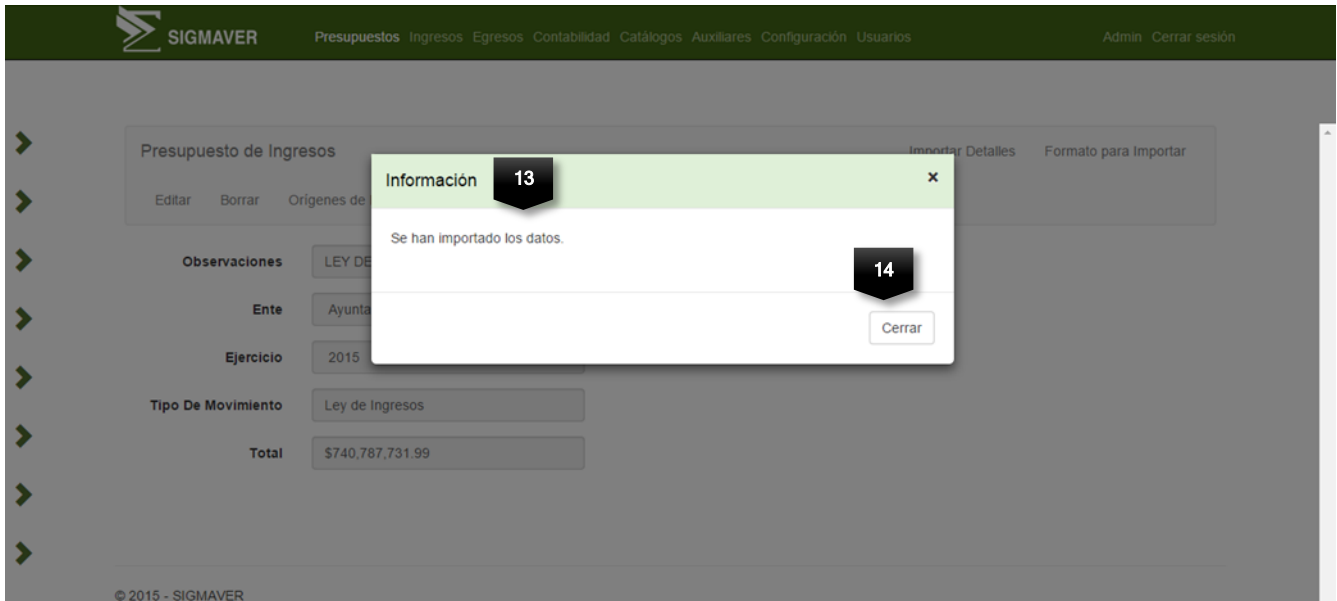 SIGMAVER Presupuestos Ingresos Egresos Contabilidad Catálogos Auxiliares Configuración Usuarios Admin Cerrar sesión
Presupuesto de Ingresos Importar Detalles Formato para Importar
Información 13 ×
Editar Borrar Orígenes de
Se han importado los datos.
Observaciones LEY DE
14
Ente Ayunta
Cerrar
Ejercicio 2015
Tipo De Movimiento Ley de Ingresos
Total $740,787,731.99
© 2015 - SIGMAVER